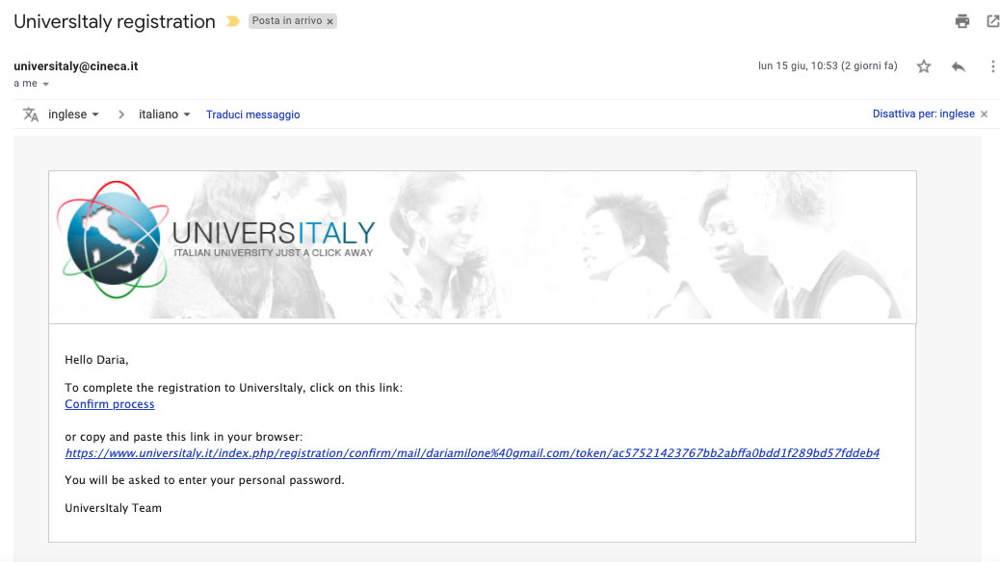 UniversItaly registration
Posta in arrivo x
universitaly@cineca.it
lun 15 giu, 10:53 (2 giorni fa)
a me
inglese
italiano
Traduci messaggio
Disattiva per: inglese x
UNIVERSITALY
ITALIAN UNIVERSITY JUST A CLICK AWAY
Hello Daria,
To complete the registration to UniversItaly, click on this link:
Confirm process
or copy and paste this link in your browser:
https://www.universitaly.it/index.php/registration/confirm/mail/dariamilone%40gmail.com/token/ac57521423767bb2abffa0bdd1f289bd57fddeb4
You will be asked to enter your personal password.
UniversItaly Team